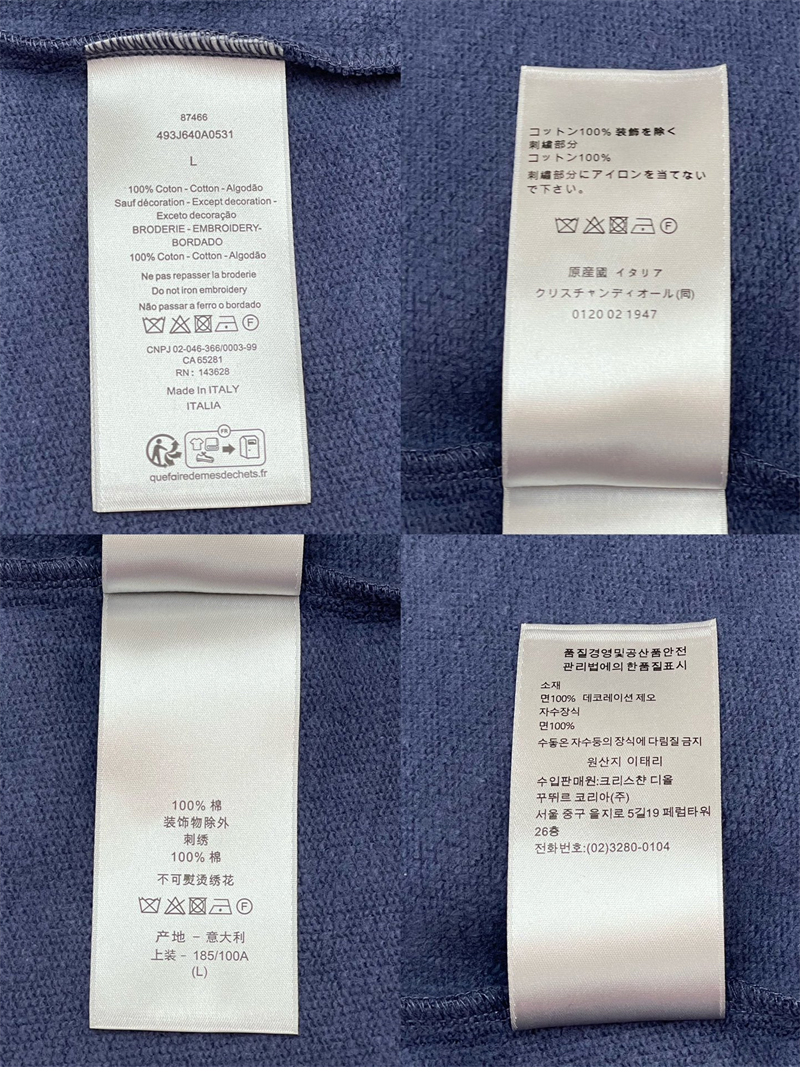 87466
493J640A0531
L
100% Coton - Cotton - Algodão
Sauf décoration - Except decoration -
Exceto decoração
BRODERIE - EMBROIDERY-
BORDADO
100% Coton - Cotton - Algodão
Ne pas repasser la broderie
Do not iron embroidery
Não passar a ferro o bordado
F
CNPJ 02-046-366/0003-99
CA 65281
RN: 143628
Made In ITALY
ITALIA
FR
quefairedemesdechets.fr
コットン100% 装飾を除く
刺繍部分
コットン100%
刺繍部分にアイロンを当てない
で下さい。
F
原産國 イタリア
クリスチャンディオール(同)
0120 02 1947
100% 棉
装饰物除外
刺绣
100% 棉
不可熨烫绣花
F
产地 - 意大利
上装- 185/100A
(L)
품질경영및공산품안전
관리법에의한품질표시
소재
면100% 데코레이션 제오
자수장식
면100%
수둫온자수등의장식에다림질금지
원산지 이태리
수입판매원:크리스챤 디올
꾸뛰르 코리아(주)
서울 중구 을지로 5길19 페럼타워
26층
전화번호:(02)3280-0104